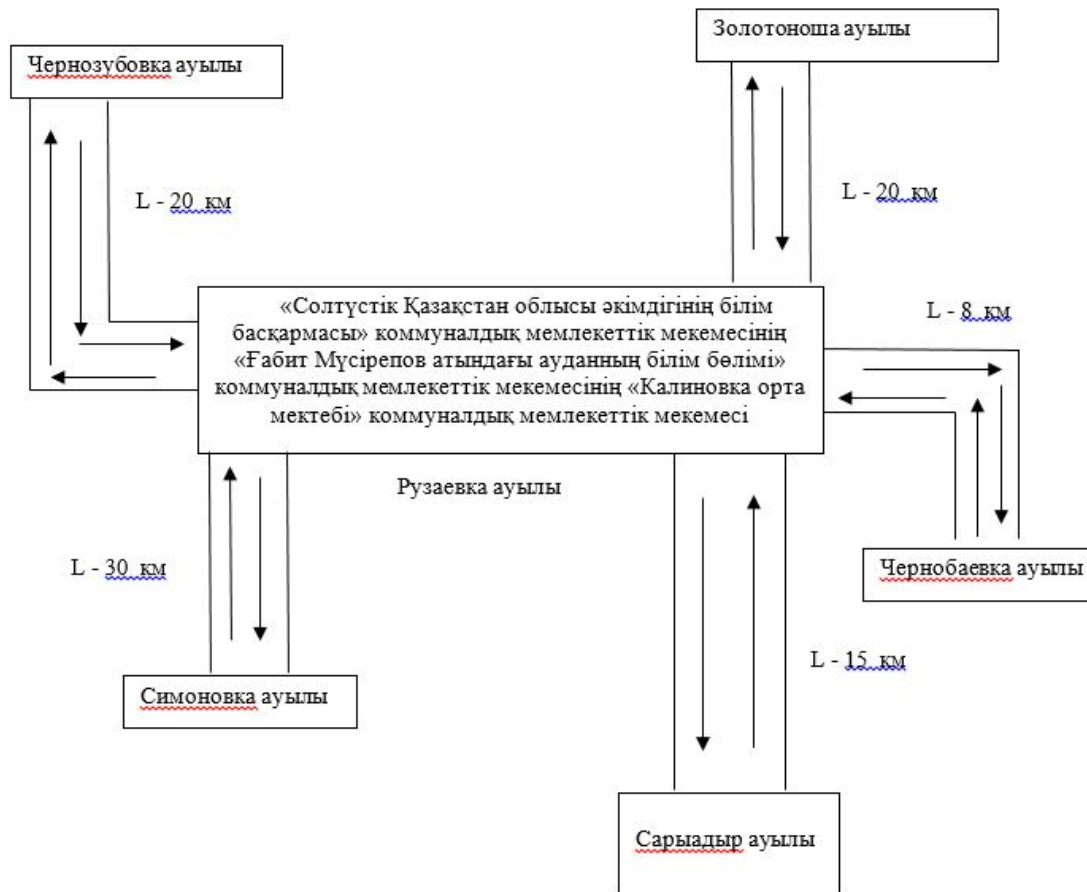 Золотоноша ауылы
Чернозубовка ауылы
L - 20 км
L - 20 км
«Солтүстік Қазақстан облысы әкімдігінің білім
басқармасы» коммуналдық мемлекеттік мекемесінің
«Ғабит Мүсірепов атындағы ауданның білім бөлімі»
коммуналдық мемлекеттік мекемесінің «Калиновка орта
мектебі» коммуналдық мемлекеттік мекемесі
L - 8 км
Рузаевка ауылы
L - 30 км
Чернобаевка ауылы
L - 15 км
Симоновка ауылы
Сарыадыр ауылы